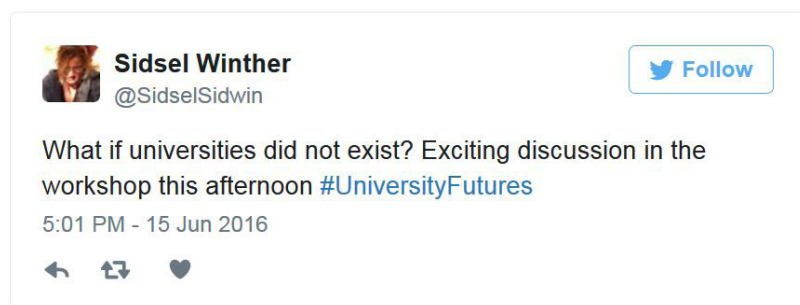 Sidsel Winther
@SidselSidwin
Follow
What if universities did not exist? Exciting discussion in the
workshop this afternoon #UniversityFutures
5:01 PM - 15 Jun 2016